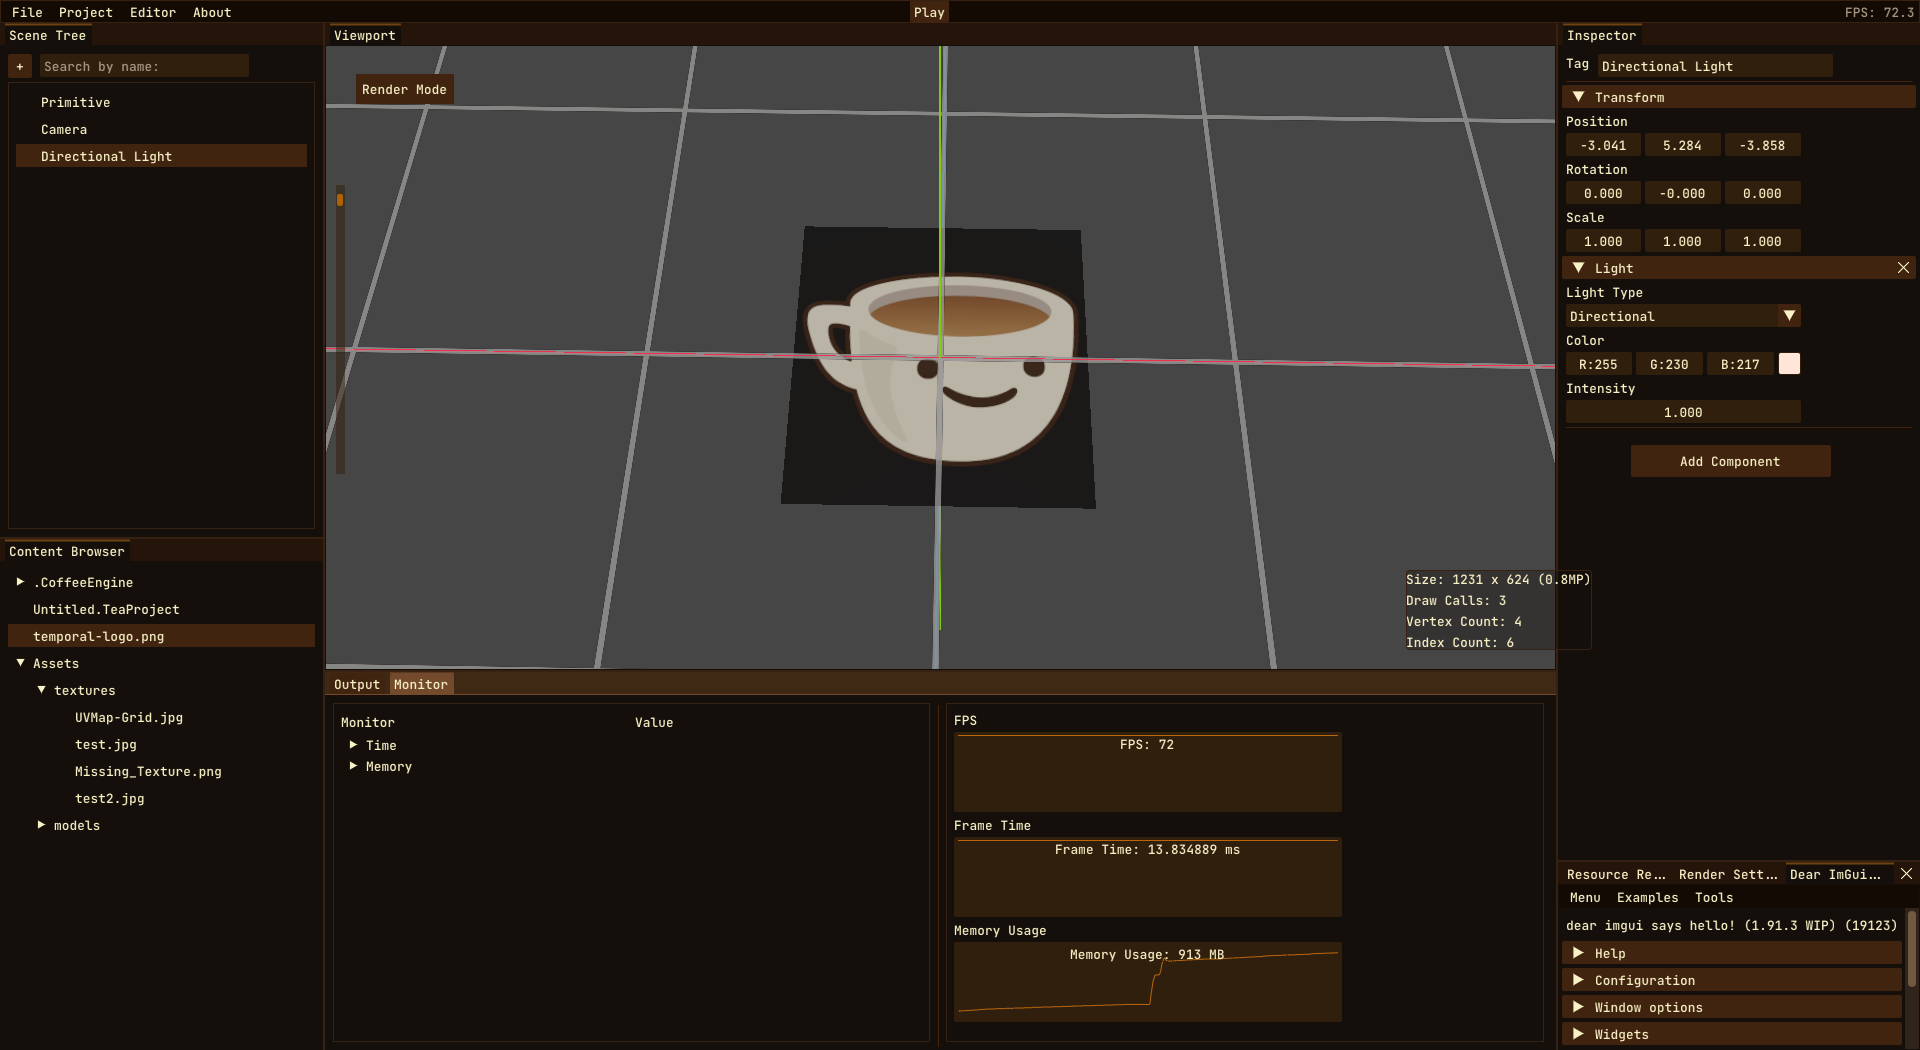 File Project Editor About
Play
FPS: 72.3
Scene Tree
+ Search by name:
Primitive
Camera
Directional Light
Content Browser
.CoffeeEngine
Untitled.TeaProject
temporal-logo.png
Assets
textures
UVMap-Grid.jpg
test.jpg
Missing_Texture.png
test2.jpg
models
Viewport
Render Mode
Size: 1231 x 624 (0.8MP)
Draw Calls: 3
Vertex Count: 4
Index Count: 6
Output Monitor
Monitor Value
Time
Memory
FPS
FPS: 72
Frame Time
Frame Time: 13.834889 ms
Memory Usage
Memory Usage: 913 MB
Inspector
Tag Directional Light
Transform
Position
-3.041 5.284 -3.858
Rotation
0.000 -0.000 0.000
Scale
1.000 1.000 1.000
Light
Light Type
Directional
Color
R:255 G:230 B:217
Intensity
1.000
Add Component
Resource Re... Render Sett... Dear ImGui...
Menu Examples Tools
dear imgui says hello! (1.91.3 WIP) (19123)
Help
Configuration
Window options
Widgets